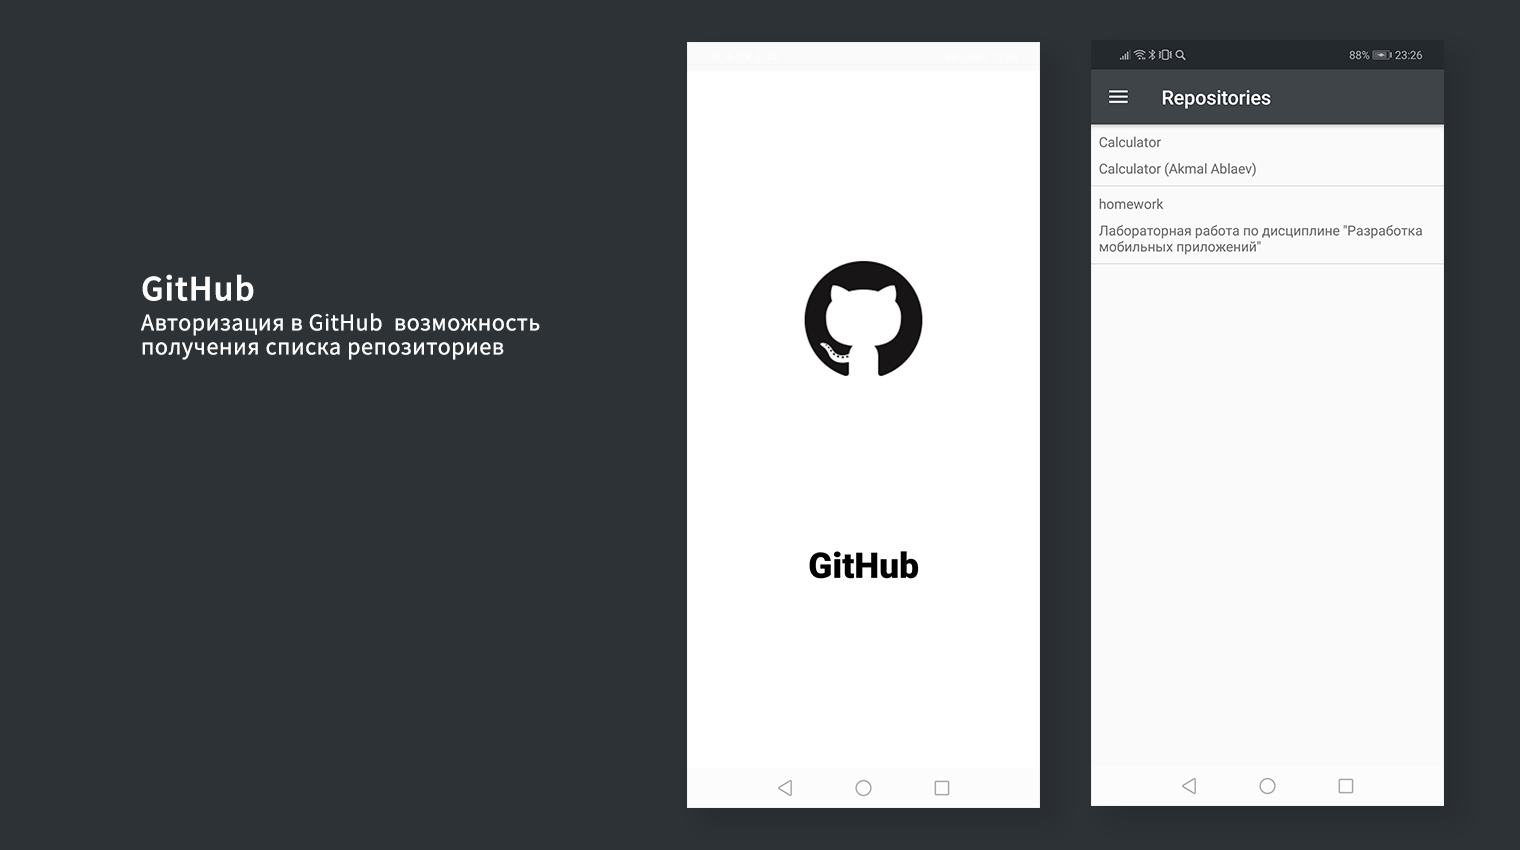 GitHub
Авторизация в GitHub  возможность
получения списка репозиториев
GitHub
88% 23:26
Repositories
Calculator
Calculator (Akmal Ablaev)
homework
Лабораторная работа по дисциплине "Разработка
мобильных приложений"